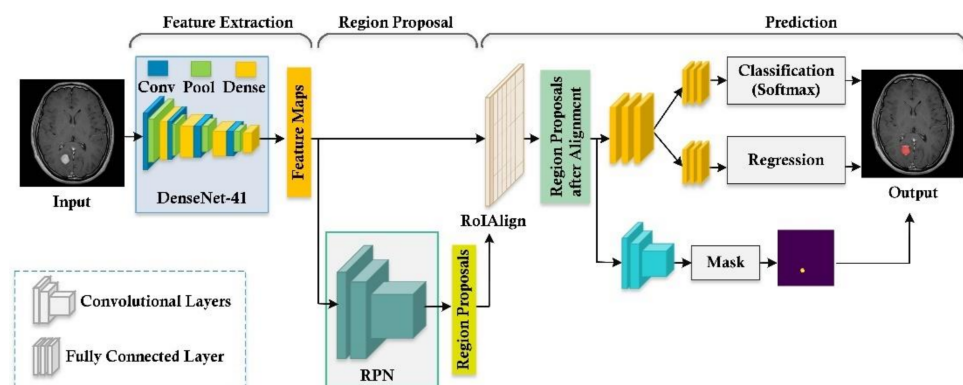 Feature Extraction
Region Proposal
Prediction
Conv Pool Dense
DenseNet-41
Input
Feature Maps
RPN
Region Proposals
RoIAlign
Region Proposals
after Alignment
Classification
(Softmax)
Regression
Mask
Output
Convolutional Layers
Fully Connected Layer